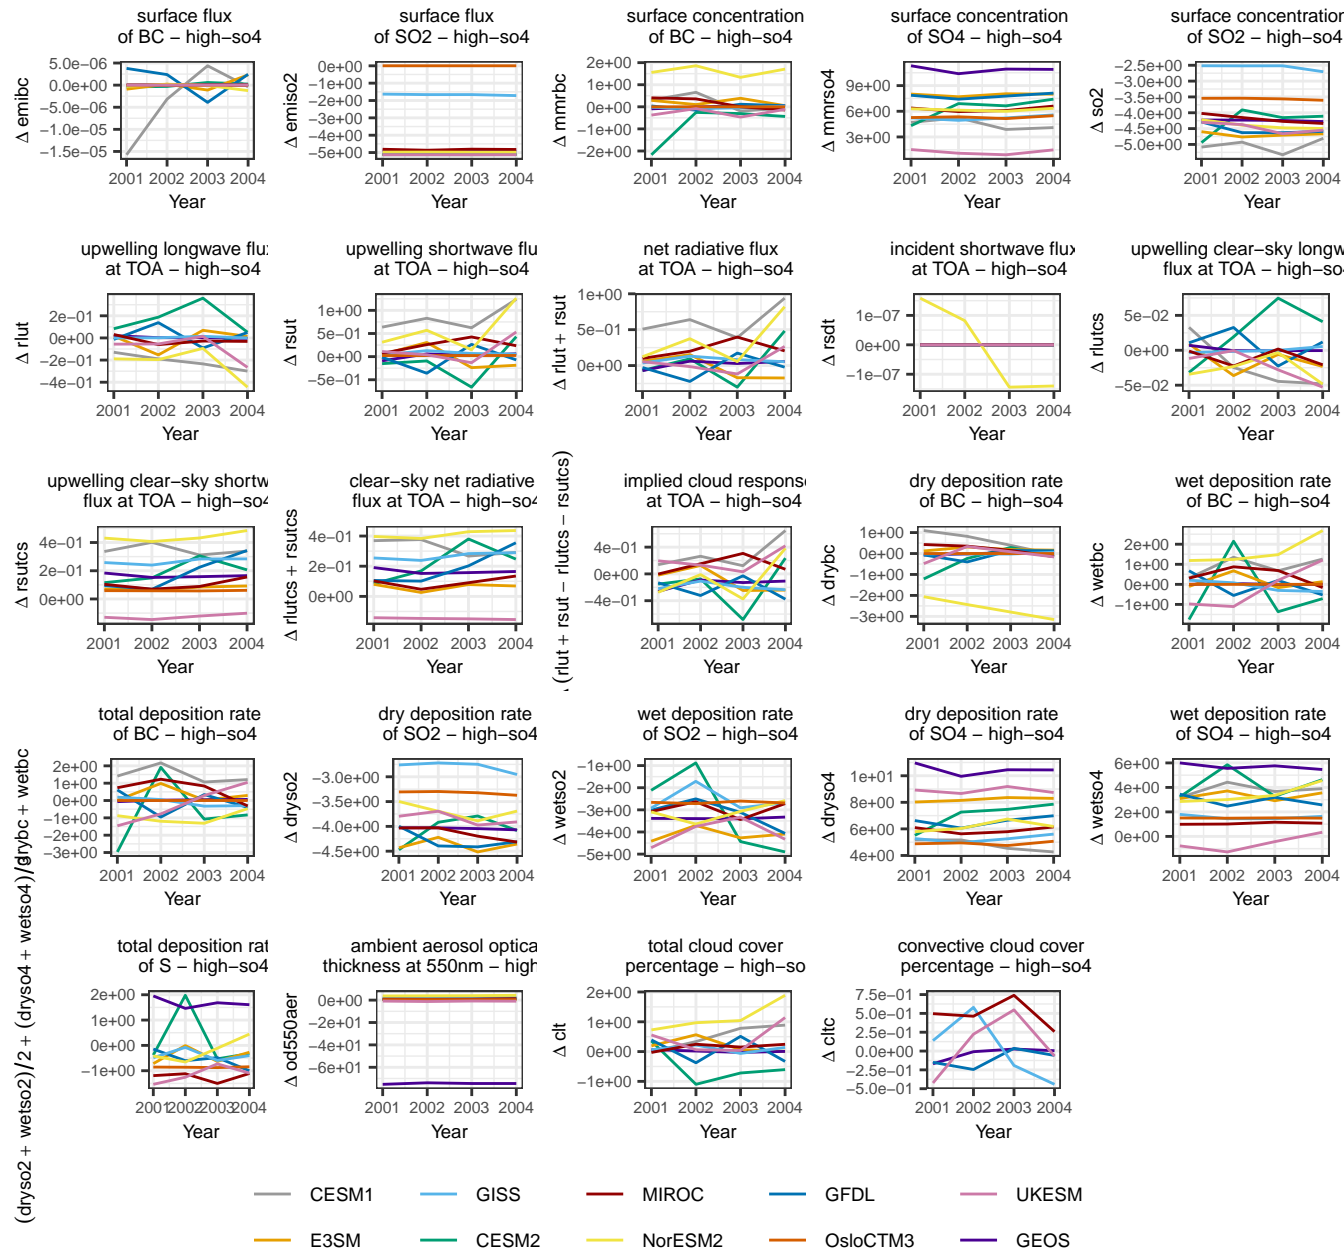 surface flux
of BC − high−so4
Δ emibc
5.0e−06
0.0e+00
−5.0e−06
−1.0e−05
−1.5e−05
2001 2002 2003 2004
Year
surface flux
of SO2 − high−so4
Δ emiso2
0e+00
−1e+00
−2e+00
−3e+00
−4e+00
−5e+00
2001 2002 2003 2004
Year
surface concentration
of BC − high−so4
Δ mmrbc
2e+00
1e+00
0e+00
−1e+00
−2e+00
2001 2002 2003 2004
Year
surface concentration
of SO4 − high−so4
Δ mmrso4
9e+00
6e+00
3e+00
2001 2002 2003 2004
Year
surface concentration
of SO2 − high−so4
Δ so2
−2.5e+00
−3.0e+00
−3.5e+00
−4.0e+00
−4.5e+00
−5.0e+00
2001 2002 2003 2004
Year
upwelling longwave flux
at TOA − high−so4
Δ rlut
2e−01
0e+00
−2e−01
−4e−01
2001 2002 2003 2004
Year
upwelling shortwave flu
at TOA − high−so4
Δ rsut
1e+00
5e−01
0e+00
−5e−01
2001 2002 2003 2004
Year
net radiative flux
at TOA − high−so4
Δ rlut + rsut
1e+00
5e−01
0e+00
2001 2002 2003 2004
Year
incident shortwave flux
at TOA − high−so4
Δ rsdt
1e−07
0e+00
−1e−07
2001 2002 2003 2004
Year
upwelling clear−sky longw
flux at TOA − high−so4
Δ rlutcs
5e−02
0e+00
−5e−02
2001 2002 2003 2004
Year
upwelling clear−sky shortw
flux at TOA − high−so4
Δ rsutcs
4e−01
2e−01
0e+00
2001 2002 2003 2004
Year
clear−sky net radiative
flux at TOA − high−so4
Δ rlutcs + rsutcs
4e−01
2e−01
0e+00
2001 2002 2003 2004
Year
implied cloud response
at TOA − high−so4
(rlut + rsut − rlutcs − rsutcs)
4e−01
0e+00
−4e−01
2001 2002 2003 2004
Year
dry deposition rate
of BC − high−so4
Δ drybc
1e+00
0e+00
−1e+00
−2e+00
−3e+00
2001 2002 2003 2004
Year
wet deposition rate
of BC − high−so4
Δ wetbc
2e+00
1e+00
0e+00
−1e+00
2001 2002 2003 2004
Year
total deposition rate
of BC − high−so4
drybc + wetbc
2e+00
1e+00
0e+00
−1e+00
−2e+00
−3e+00
2001 2002 2003 2004
Year
dry deposition rate
of SO2 − high−so4
Δ dryso2
−3.0e+00
−3.5e+00
−4.0e+00
−4.5e+00
2001 2002 2003 2004
Year
wet deposition rate
of SO2 − high−so4
Δ wetso2
−1e+00
−2e+00
−3e+00
−4e+00
−5e+00
2001 2002 2003 2004
Year
dry deposition rate
of SO4 − high−so4
Δ dryso4
1e+01
8e+00
6e+00
4e+00
2001 2002 2003 2004
Year
wet deposition rate
of SO4 − high−so4
Δ wetso4
6e+00
4e+00
2e+00
0e+00
2001 2002 2003 2004
Year
total deposition rat
of S − high−so4
(dryso2 + wetso2)/2 + (dryso4 + wetso4)/3
2e+00
1e+00
0e+00
−1e+00
2001 2002 2003 2004
Year
ambient aerosol optica
thickness at 550nm − high
Δ od550aer
0e+00
−2e+01
−4e+01
−6e+01
2001 2002 2003 2004
Year
total cloud cover
percentage − high−so
Δ clt
2e+00
1e+00
0e+00
−1e+00
2001 2002 2003 2004
Year
convective cloud cover
percentage − high−so4
Δ cltc
7.5e−01
5.0e−01
2.5e−01
0.0e+00
−2.5e−01
−5.0e−01
2001 2002 2003 2004
Year
CESM1 GISS MIROC GFDL UKESM
E3SM CESM2 NorESM2 OsloCTM3 GEOS